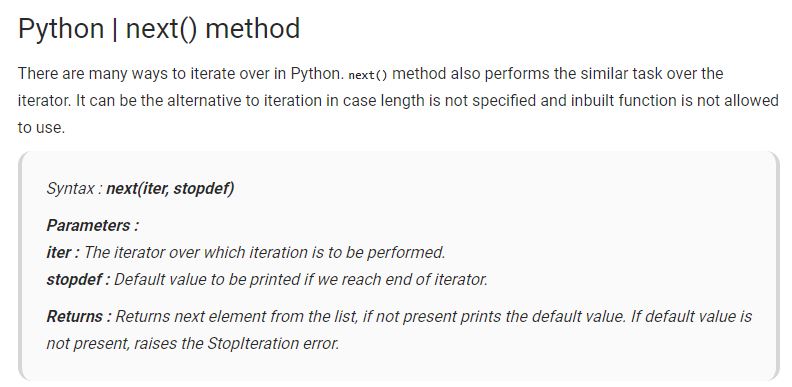 Python | next() method
There are many ways to iterate over in Python. next() method also performs the similar task over the
iterator. It can be the alternative to iteration in case length is not specified and inbuilt function is not allowed
to use.
Syntax : next(iter, stopdef)
Parameters :
iter : The iterator over which iteration is to be performed.
stopdef : Default value to be printed if we reach end of iterator.
Returns : Returns next element from the list, if not present prints the default value. If default value is
not present, raises the StopIteration error.